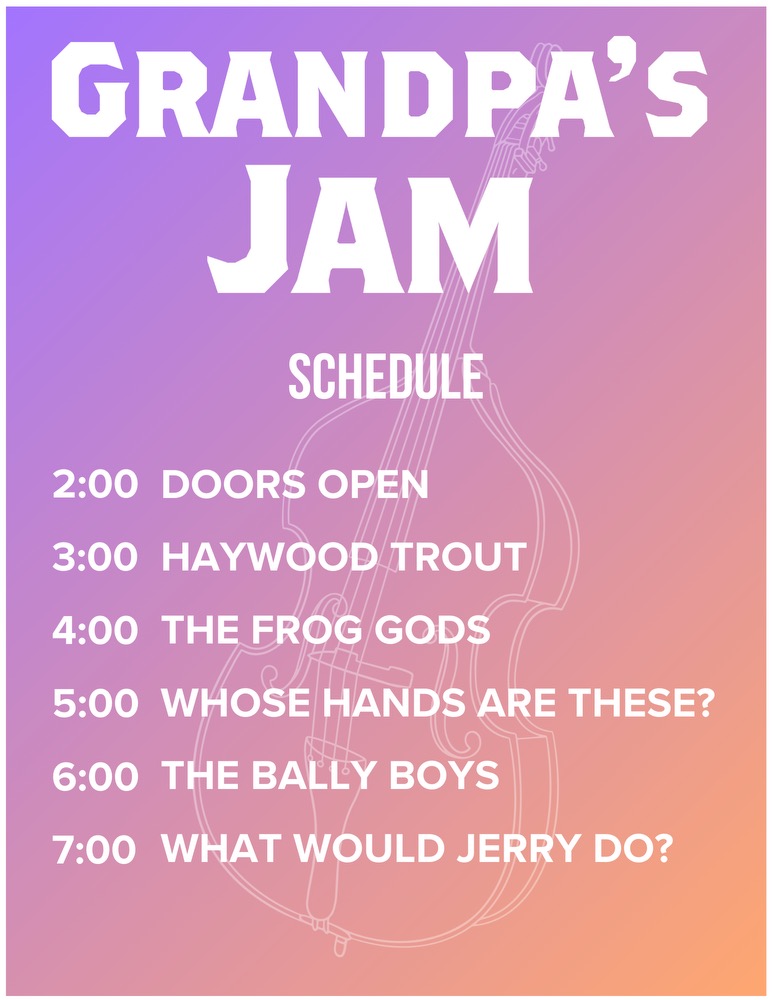 GRANDPA’S
JAM
SCHEDULE
2:00 DOORS OPEN
3:00 HAYWOOD TROUT
4:00 THE FROG GODS
5:00 WHOSE HANDS ARE THESE?
6:00 THE BALLY BOYS
7:00 WHAT WOULD JERRY DO?